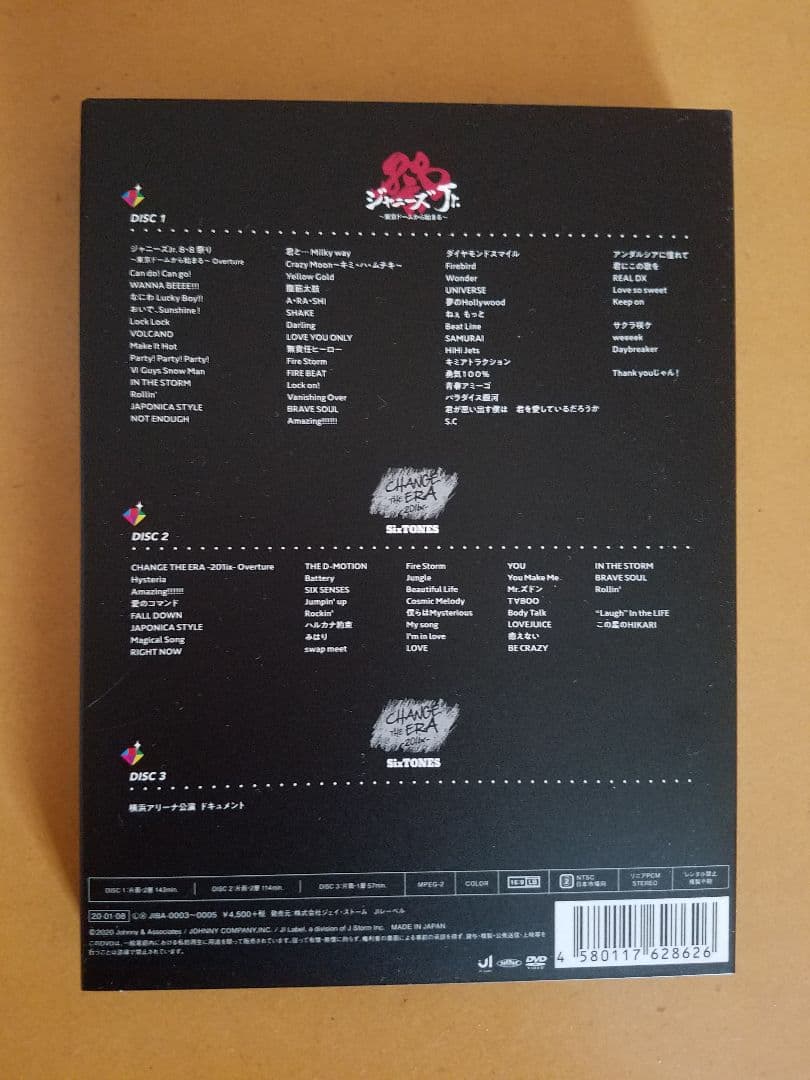 ジャニーズJr.
〜東京ドームから始まる〜
DISC 1
ジャニーズJr. 8・8 祭り
〜東京ドームから始まる〜 Overture
Can do! Can go!
WANNA BEEEE!!!
なにわ Lucky Boy!!
おいで、Sunshine!
Lock Lock
VOLCANO
Make It Hot
Party! Party! Party!
VI Guys Snow Man
IN THE STORM
Rollin'
JAPONICA STYLE
NOT ENOUGH
君と…Milky way
Crazy Moon〜キミ・ハ・ムテキ〜
Yellow Gold
龍笛太鼓
A・RA・SHI
SHAKE
Darling
LOVE YOU ONLY
無責任ヒーロー
Fire Storm
FIRE BEAT
Lock on!
Vanishing Over
BRAVE SOUL
Amazing!!!!!!
ダイヤモンドスマイル
Firebird
Wonder
UNIVERSE
夢のHollywood
ねぇ もっと
Beat Line
SAMURAI
HiHi Jets
キミアトラクション
勇気100%
青春アミーゴ
パラダイス銀河
君が思い出す僕は 君を愛しているだろうか
S.C
アンダルシアに憧れて
君にこの歌を
REAL DX
Love so sweet
Keep on
サクラ咲ケ
weeeek
Daybreaker
Thank youじゃん!
CHANGE
THE ERA
-201ix-
SixTONES
DISC 2
CHANGE THE ERA -201ix- Overture
Hysteria
Amazing!!!!!!
愛のコマンド
FALL DOWN
JAPONICA STYLE
Magical Song
RIGHT NOW
THE D-MOTION
Battery
SIX SENSES
Jumpin' up
Rockin'
ハルカナ約束
みはり
swap meet
Fire Storm
Jungle
Beautiful Life
Cosmic Melody
僕らはMysterious
My song
I'm in love
LOVE
YOU
You Make Me
Mr.ズドン
TVBOO
Body Talk
LOVEJUICE
癒えない
BE CRAZY
IN THE STORM
BRAVE SOUL
Rollin'
"Laugh" In the LIFE
この星のHIKARI
CHANGE
THE ERA
-201ix-
SixTONES
DISC 3
横浜アリーナ公演 ドキュメント
DISC 1:片面・2層 143min. DISC 2:片面・2層 114min. DISC 3:片面・1層 57min. MPEG-2 COLOR 16:9 LB 2 NTSC 日本市場向 リニアPCM STEREO レンタル禁止 複製不能
20・01・08 JIBA-0003〜0005 ¥4,500+税 発売元:株式会社ジェイ・ストーム JIレーベル
©2020 Johnny & Associates / JOHNNY COMPANY,INC. / JI Label. a division of J Storm Inc. MADE IN JAPAN
JI DVD VIDEO
4 580117 628626